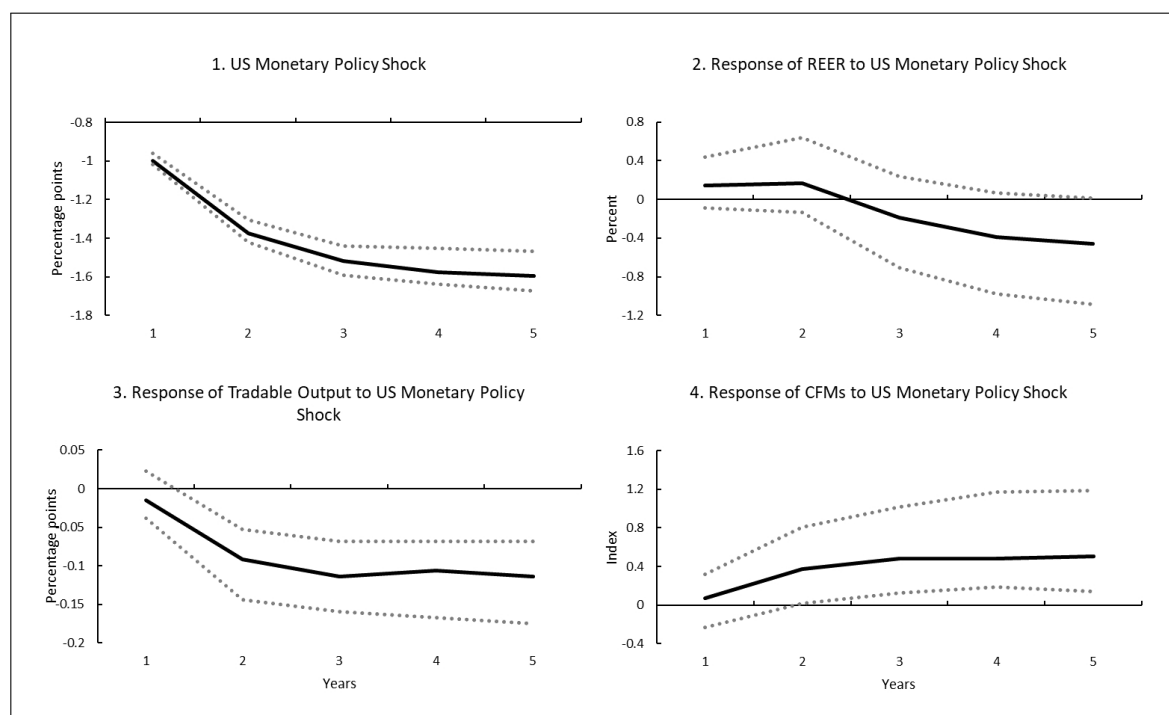 1. US Monetary Policy Shock
-0.8
-1
-1.2
-1.4
-1.6
-1.8
Percentage points
1 2 3 4 5
2. Response of REER to US Monetary Policy Shock
0.8
0.4
0
-0.4
-0.8
-1.2
Percent
1 2 3 4 5
3. Response of Tradable Output to US Monetary Policy
Shock
0.05
0
-0.05
-0.1
-0.15
-0.2
Percentage points
1 2 3 4 5
Years
4. Response of CFMs to US Monetary Policy Shock
1.6
1.2
0.8
0.4
0
-0.4
Index
1 2 3 4 5
Years